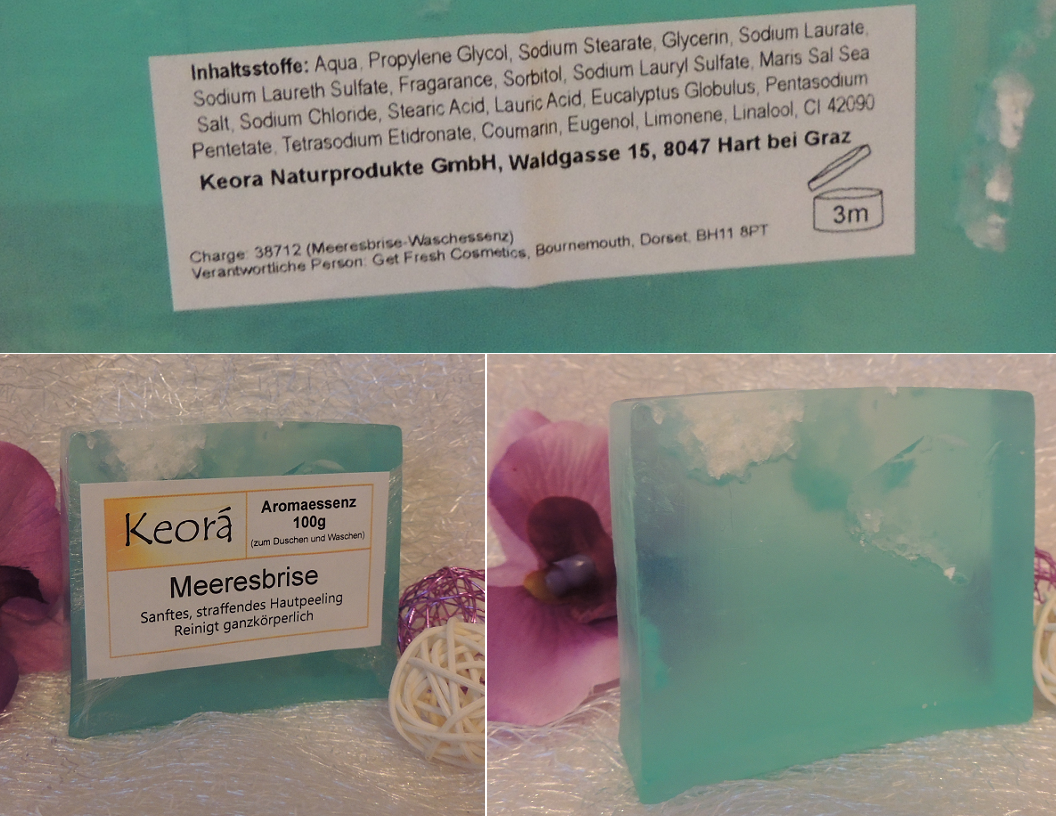 Inhaltsstoffe: Aqua, Propylene Glycol, Sodium Stearate, Glycerin, Sodium Laurate,
Sodium Laureth Sulfate, Fragarance, Sorbitol, Sodium Lauryl Sulfate, Maris Sal Sea
Salt, Sodium Chloride, Stearic Acid, Lauric Acid, Eucalyptus Globulus, Pentasodium
Pentetate, Tetrasodium Etidronate, Coumarin, Eugenol, Limonene, Linalool, CI 42090
Keora Naturprodukte GmbH, Waldgasse 15, 8047 Hart bei Graz
3m
Charge: 38712 (Meeresbrise-Waschessenz)
Verantwortliche Person: Get Fresh Cosmetics, Bournemouth, Dorset, BH11 8PT
Keorá
Aromaessenz
100g
(zum Duschen und Waschen)
Meeresbrise
Sanftes, straffendes Hautpeeling
Reinigt ganzkörperlich